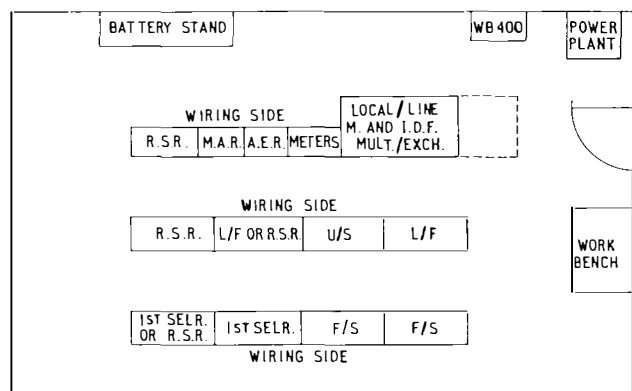 BATTERY STAND
WB400
POWER
PLANT
WIRING SIDE
LOCAL/LINE
M. AND I.D.F.
MULT./EXCH.
R.S.R.
M.A.R.
A.E.R.
METERS
WIRING SIDE
R.S.R.
L/F OR R.S.R.
U/S
L/F
WORK
BENCH
1ST SELR.
OR R.S.R.
1ST SELR.
F/S
F/S
WIRING SIDE